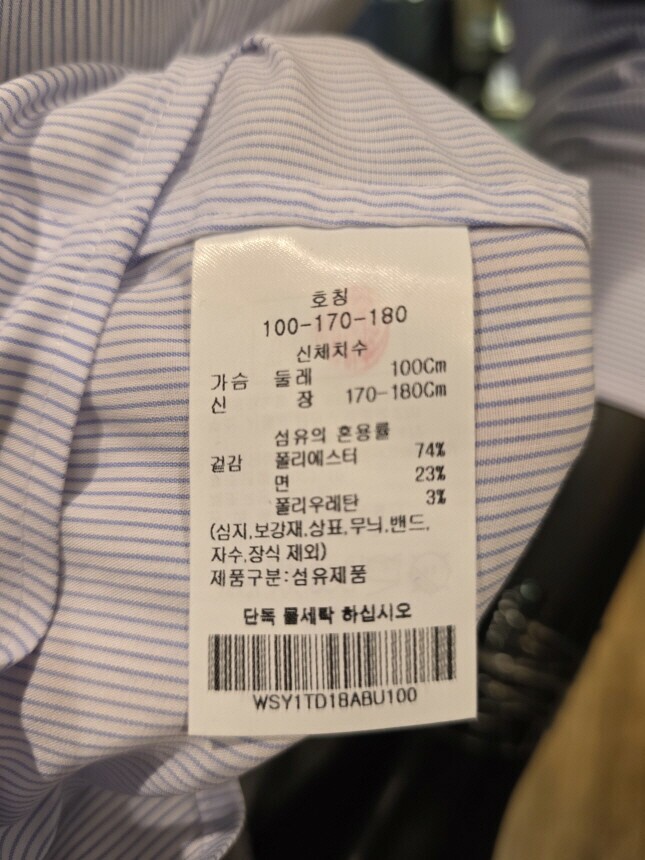 호칭
100-170-180
신체치수
가슴 둘레 100Cm
신 장 170-180Cm
섬유의 혼용률
겉감 폴리에스터 74%
면 23%
폴리우레탄 3%
(심지,보강재,상표,무늬,밴드,
자수,장식 제외)
제품구분:섬유제품
단독 물세탁 하십시오
WSY1TD18ABU100